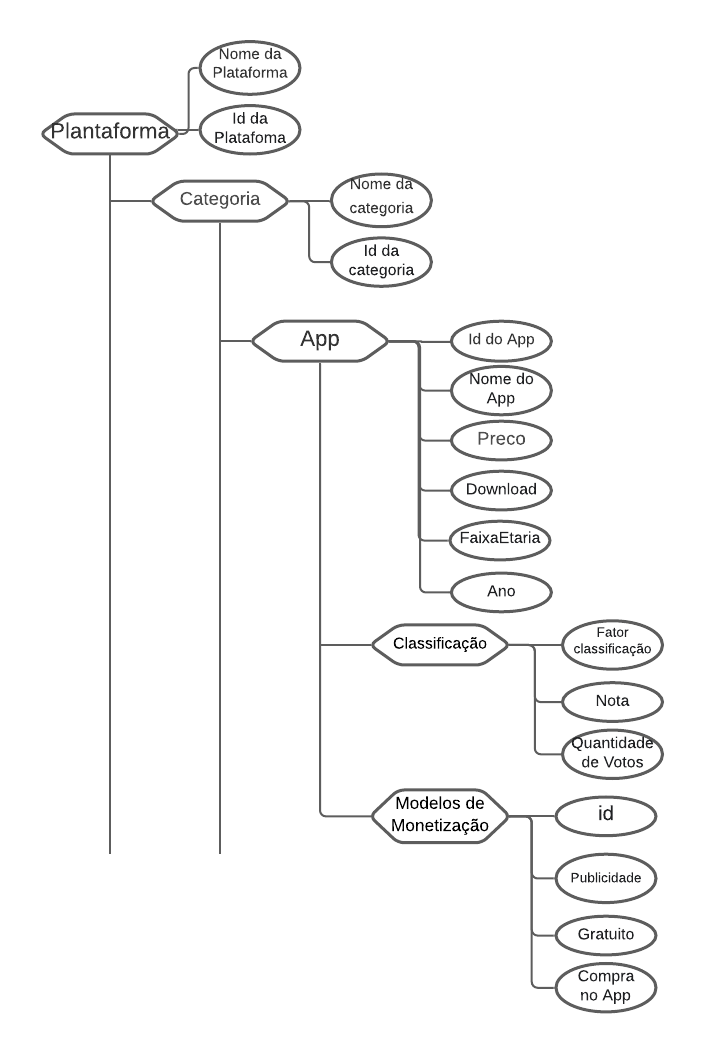 Nome da
Plataforma
Plantaforma
Id da
Platafoma
Categoria
Nome da
categoria
Id da
categoria
App
Id do App
Nome do
App
Preco
Download
FaixaEtaria
Ano
Classificação
Fator
classificação
Nota
Quantidade
de Votos
Modelos de
Monetização
id
Publicidade
Gratuito
Compra
no App